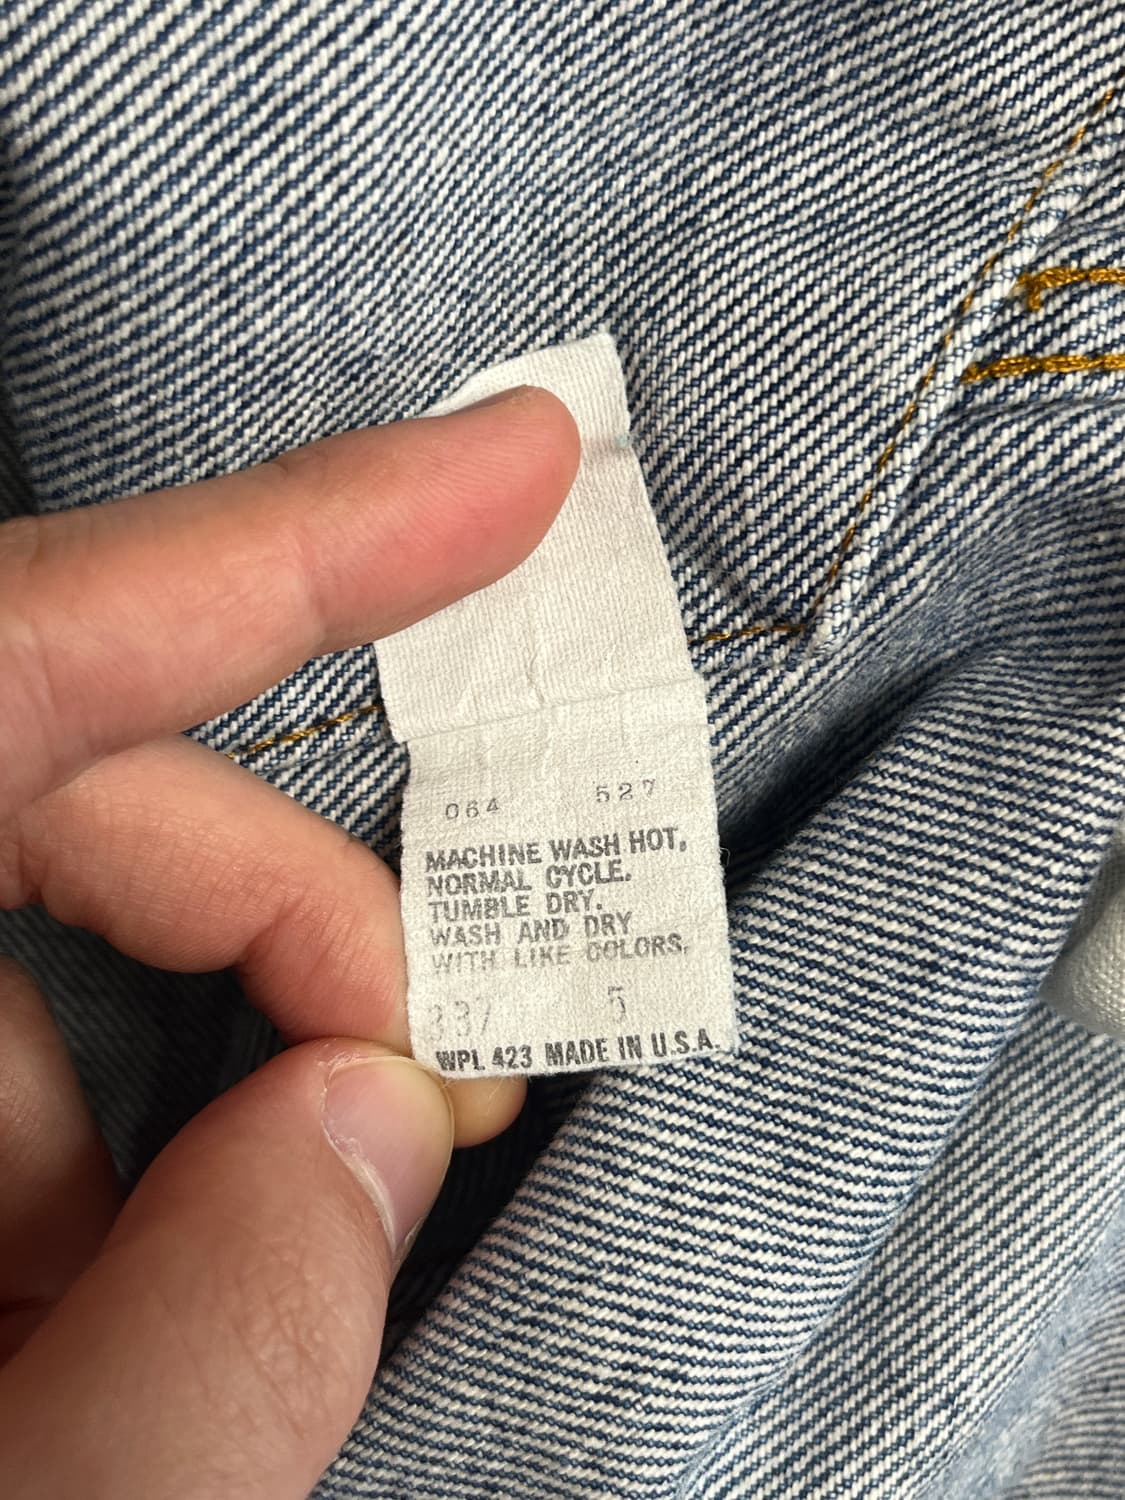 064 527
MACHINE WASH HOT,
NORMAL CYCLE.
TUMBLE DRY.
WASH AND DRY
WITH LIKE COLORS.
337 5
WPL 423 MADE IN U.S.A.